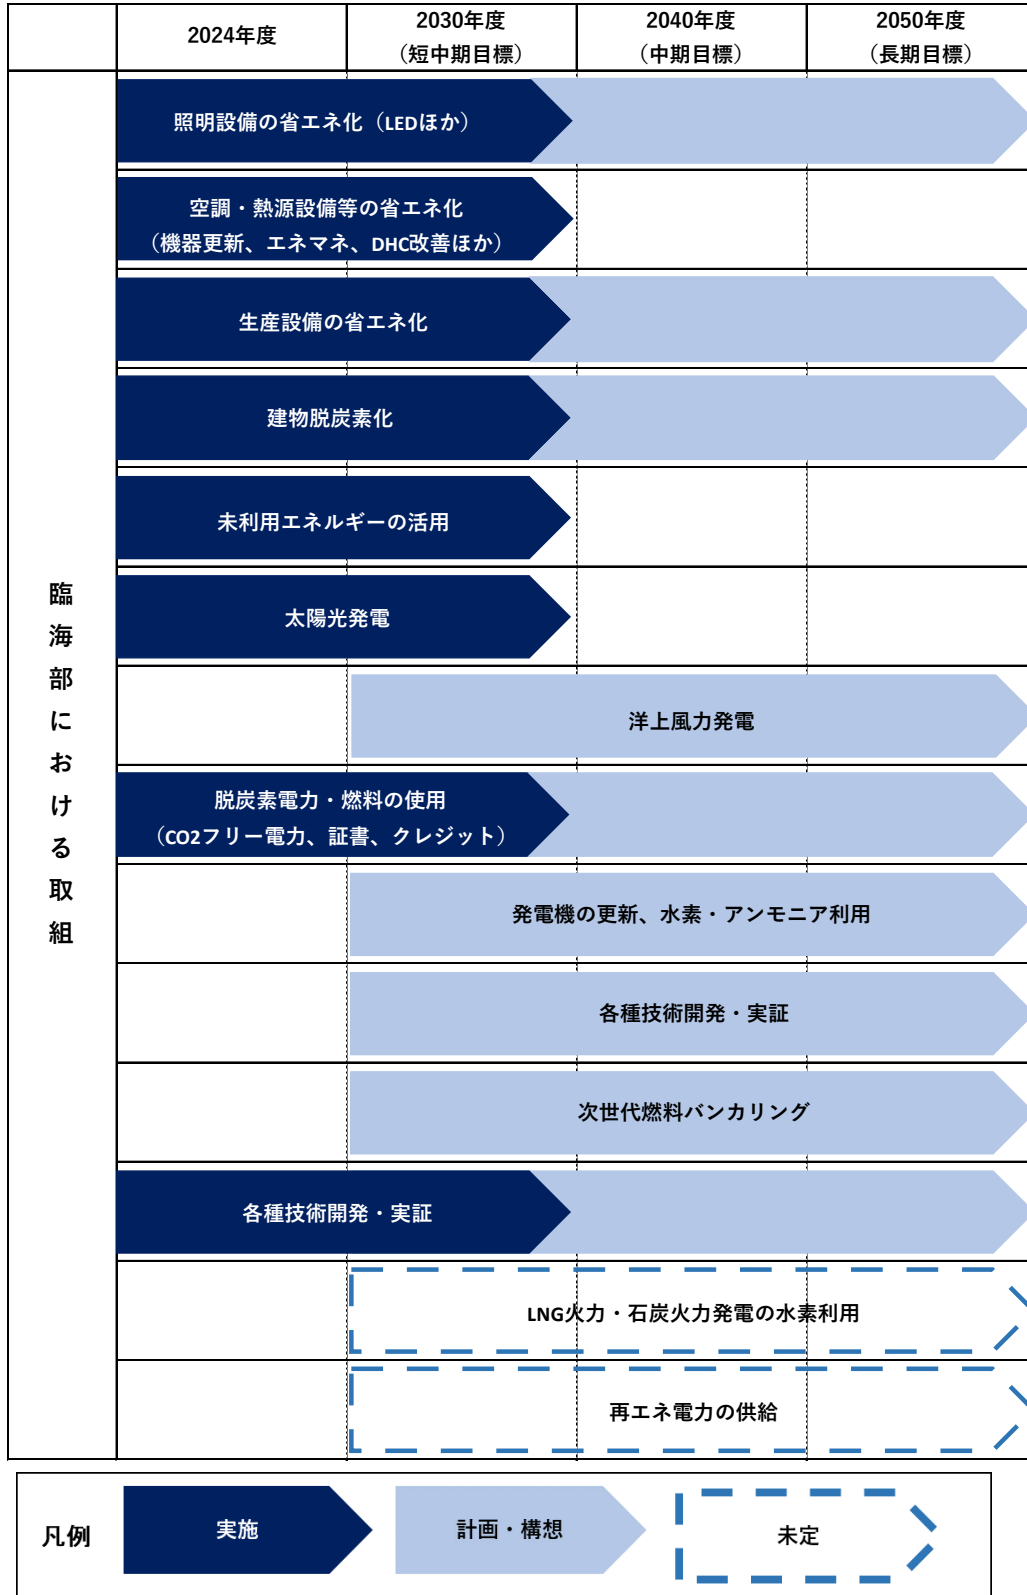 2024年度
2030年度
（短中期目標）
2040年度
（中期目標）
2050年度
（長期目標）
臨海部における取組
照明設備の省エネ化（LEDほか）
空調・熱源設備等の省エネ化
（機器更新、エネマネ、DHC改善ほか）
生産設備の省エネ化
建物脱炭素化
未利用エネルギーの活用
太陽光発電
洋上風力発電
脱炭素電力・燃料の使用
（CO2フリー電力、証書、クレジット）
発電機の更新、水素・アンモニア利用
各種技術開発・実証
次世代燃料バンカリング
各種技術開発・実証
LNG火力・石炭火力発電の水素利用
再エネ電力の供給
凡例
実施
計画・構想
未定